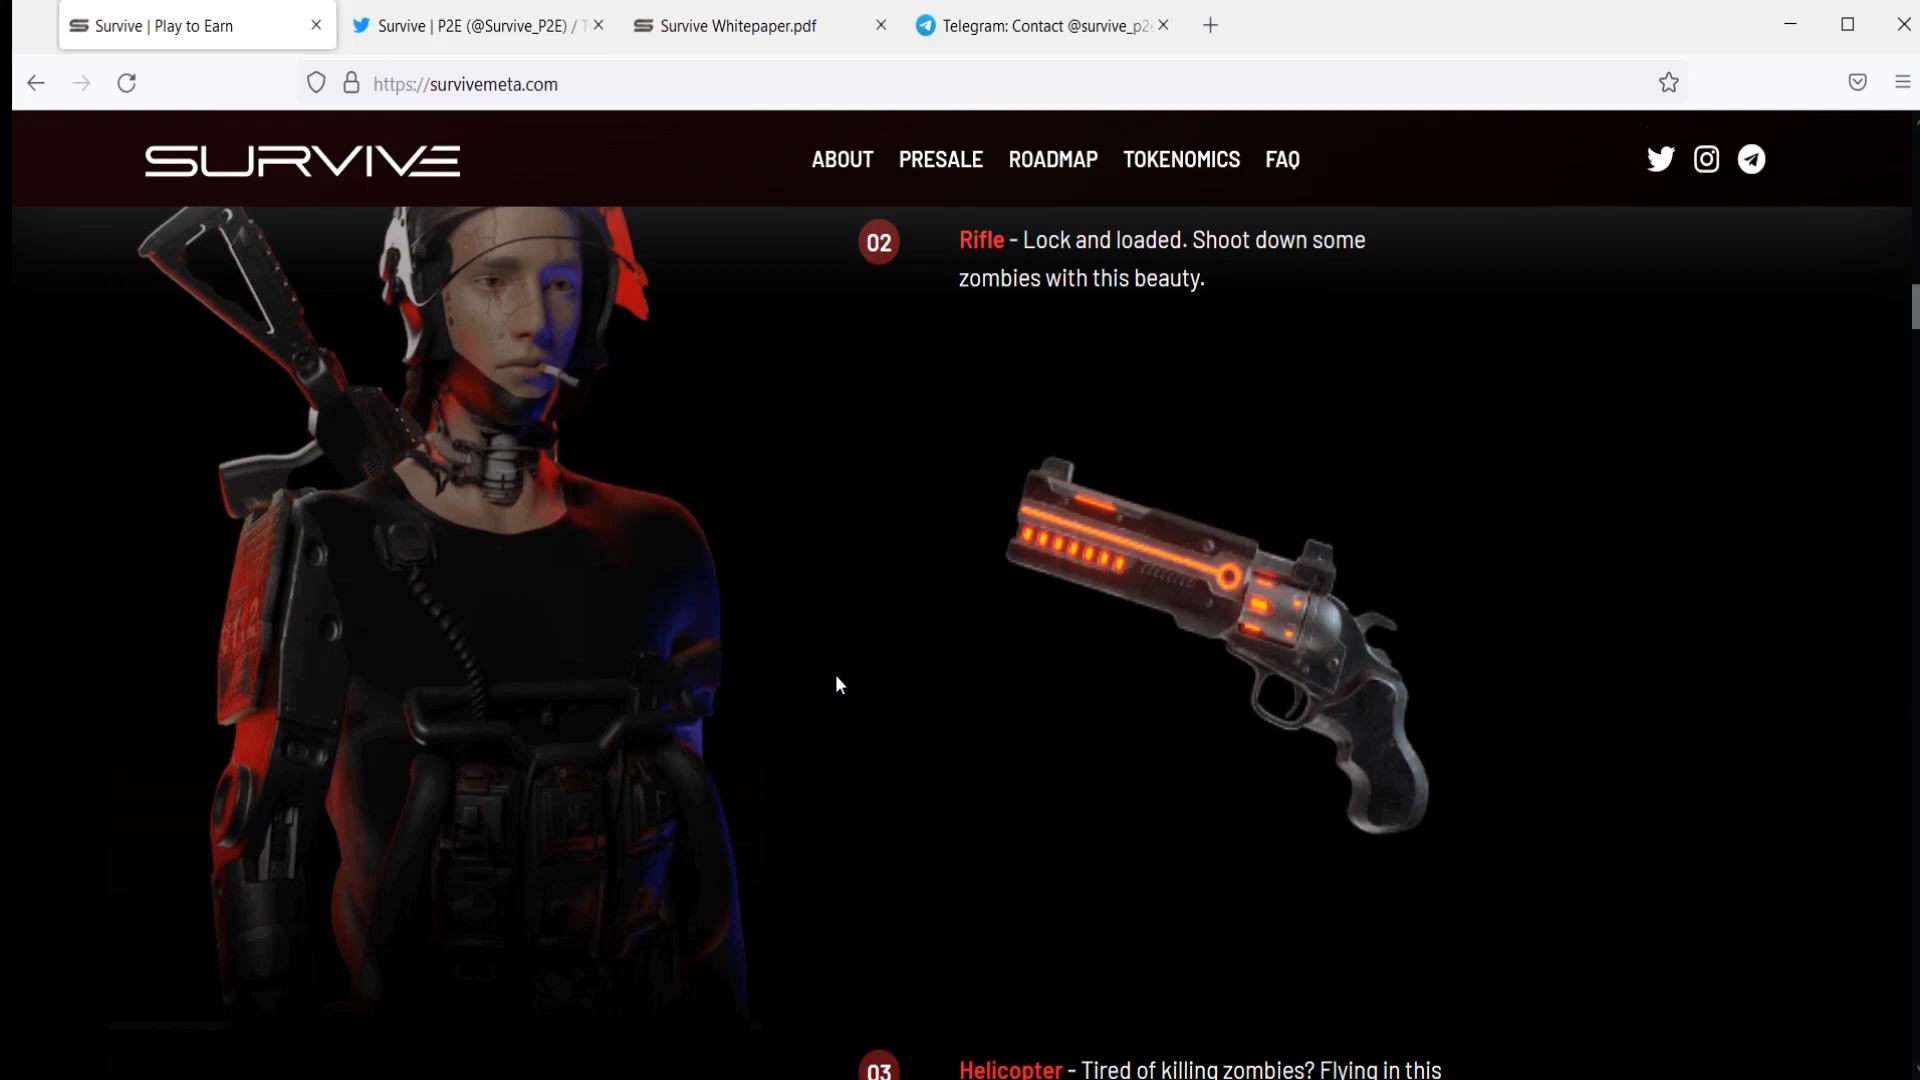 Survive | Play to Earn
Survive | P2E (@Survive_P2E) / T
Survive Whitepaper.pdf
Telegram: Contact @survive_p2e
https://survivemeta.com
SURVIVE
ABOUT
PRESALE
ROADMAP
TOKENOMICS
FAQ
02
Rifle - Lock and loaded. Shoot down some
zombies with this beauty.
03
Helicopter - Tired of killing zombies? Flying in this